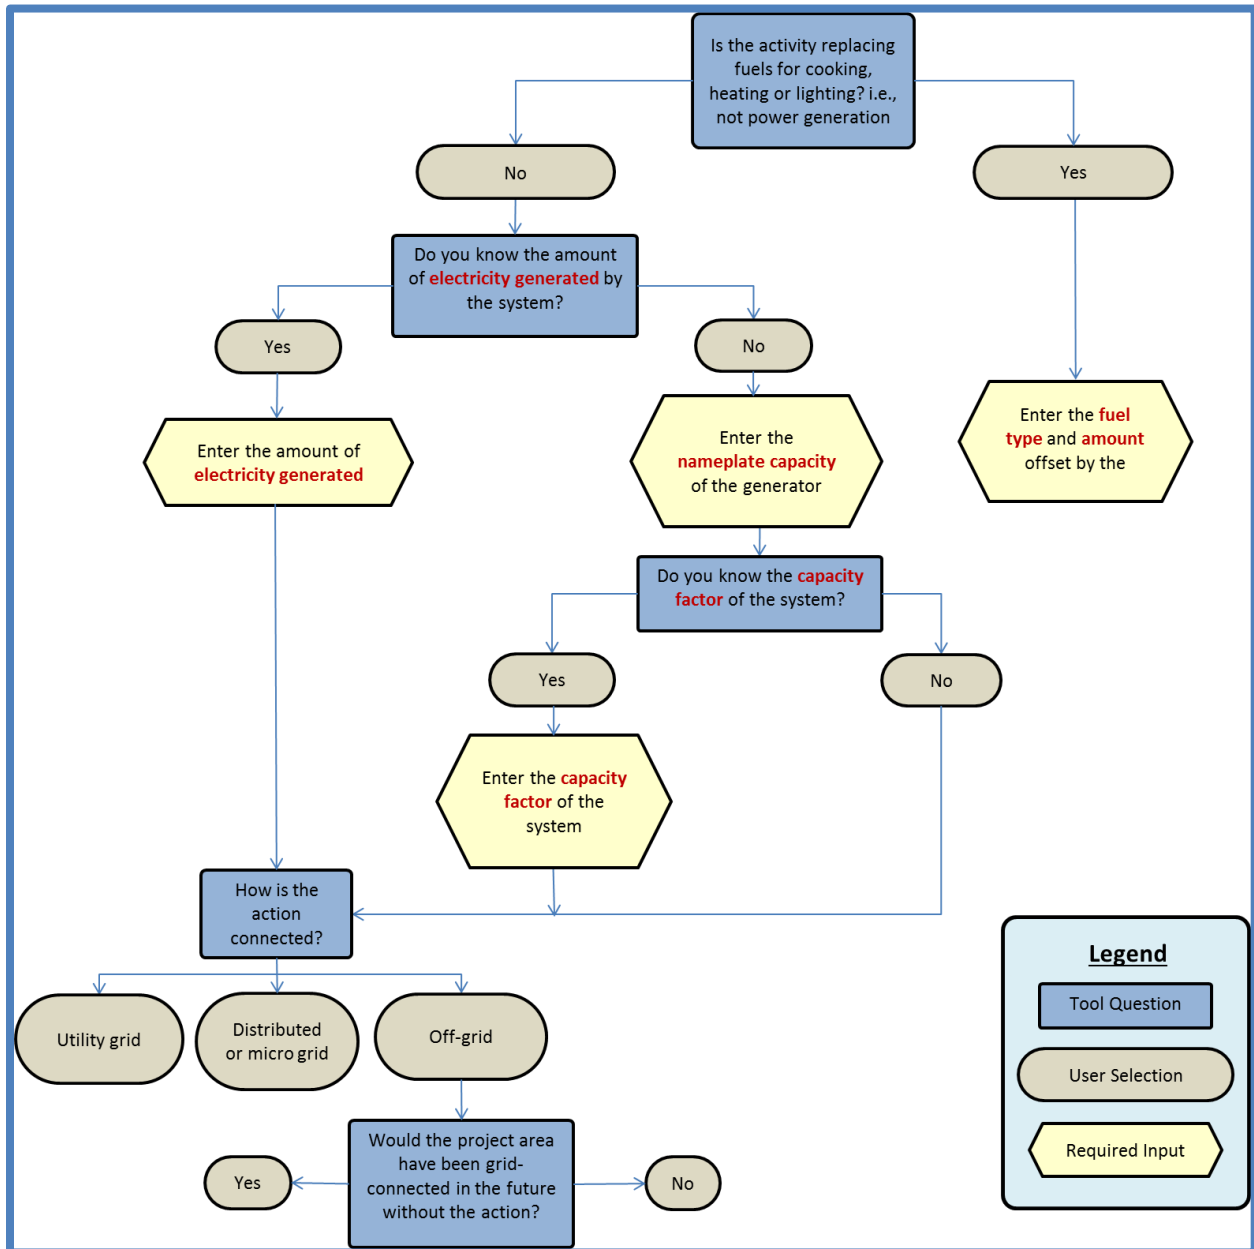 Is the activity replacing
fuels for cooking,
heating or lighting? i.e.,
not power generation
No
Yes
Do you know the amount
of electricity generated by
the system?
Yes
No
Enter the amount of
electricity generated
Enter the
nameplate capacity
of the generator
Enter the fuel
type and amount
offset by the
Do you know the capacity
factor of the system?
Yes
No
Enter the capacity
factor of the
system
How is the
action
connected?
Utility grid
Distributed
or micro grid
Off-grid
Would the project area
have been grid-
connected in the future
without the action?
Yes
No
Legend
Tool Question
User Selection
Required Input